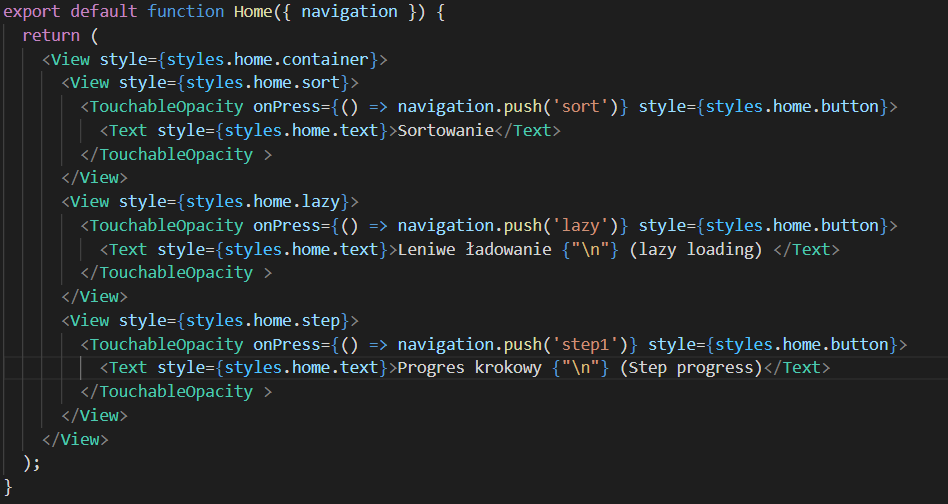 export default function Home({ navigation }) {
  return (
    <View style={styles.home.container}>
      <View style={styles.home.sort}>
        <TouchableOpacity onPress={() => navigation.push('sort')} style={styles.home.button}>
          <Text style={styles.home.text}>Sortowanie</Text>
        </TouchableOpacity >
      </View>
      <View style={styles.home.lazy}>
        <TouchableOpacity onPress={() => navigation.push('lazy')} style={styles.home.button}>
          <Text style={styles.home.text}>Leniwe ładowanie {"\n"} (lazy loading) </Text>
        </TouchableOpacity >
      </View>
      <View style={styles.home.step}>
        <TouchableOpacity onPress={() => navigation.push('step1')} style={styles.home.button}>
          <Text style={styles.home.text}>Progres krokowy {"\n"} (Step progress)</Text>
        </TouchableOpacity >
      </View>
    </View>
  );
}